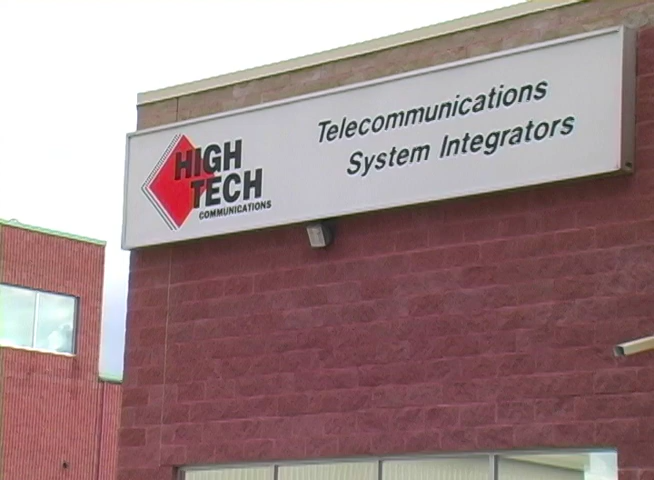 HIGH
TECH
COMMUNICATIONS
Telecommunications
System Integrators